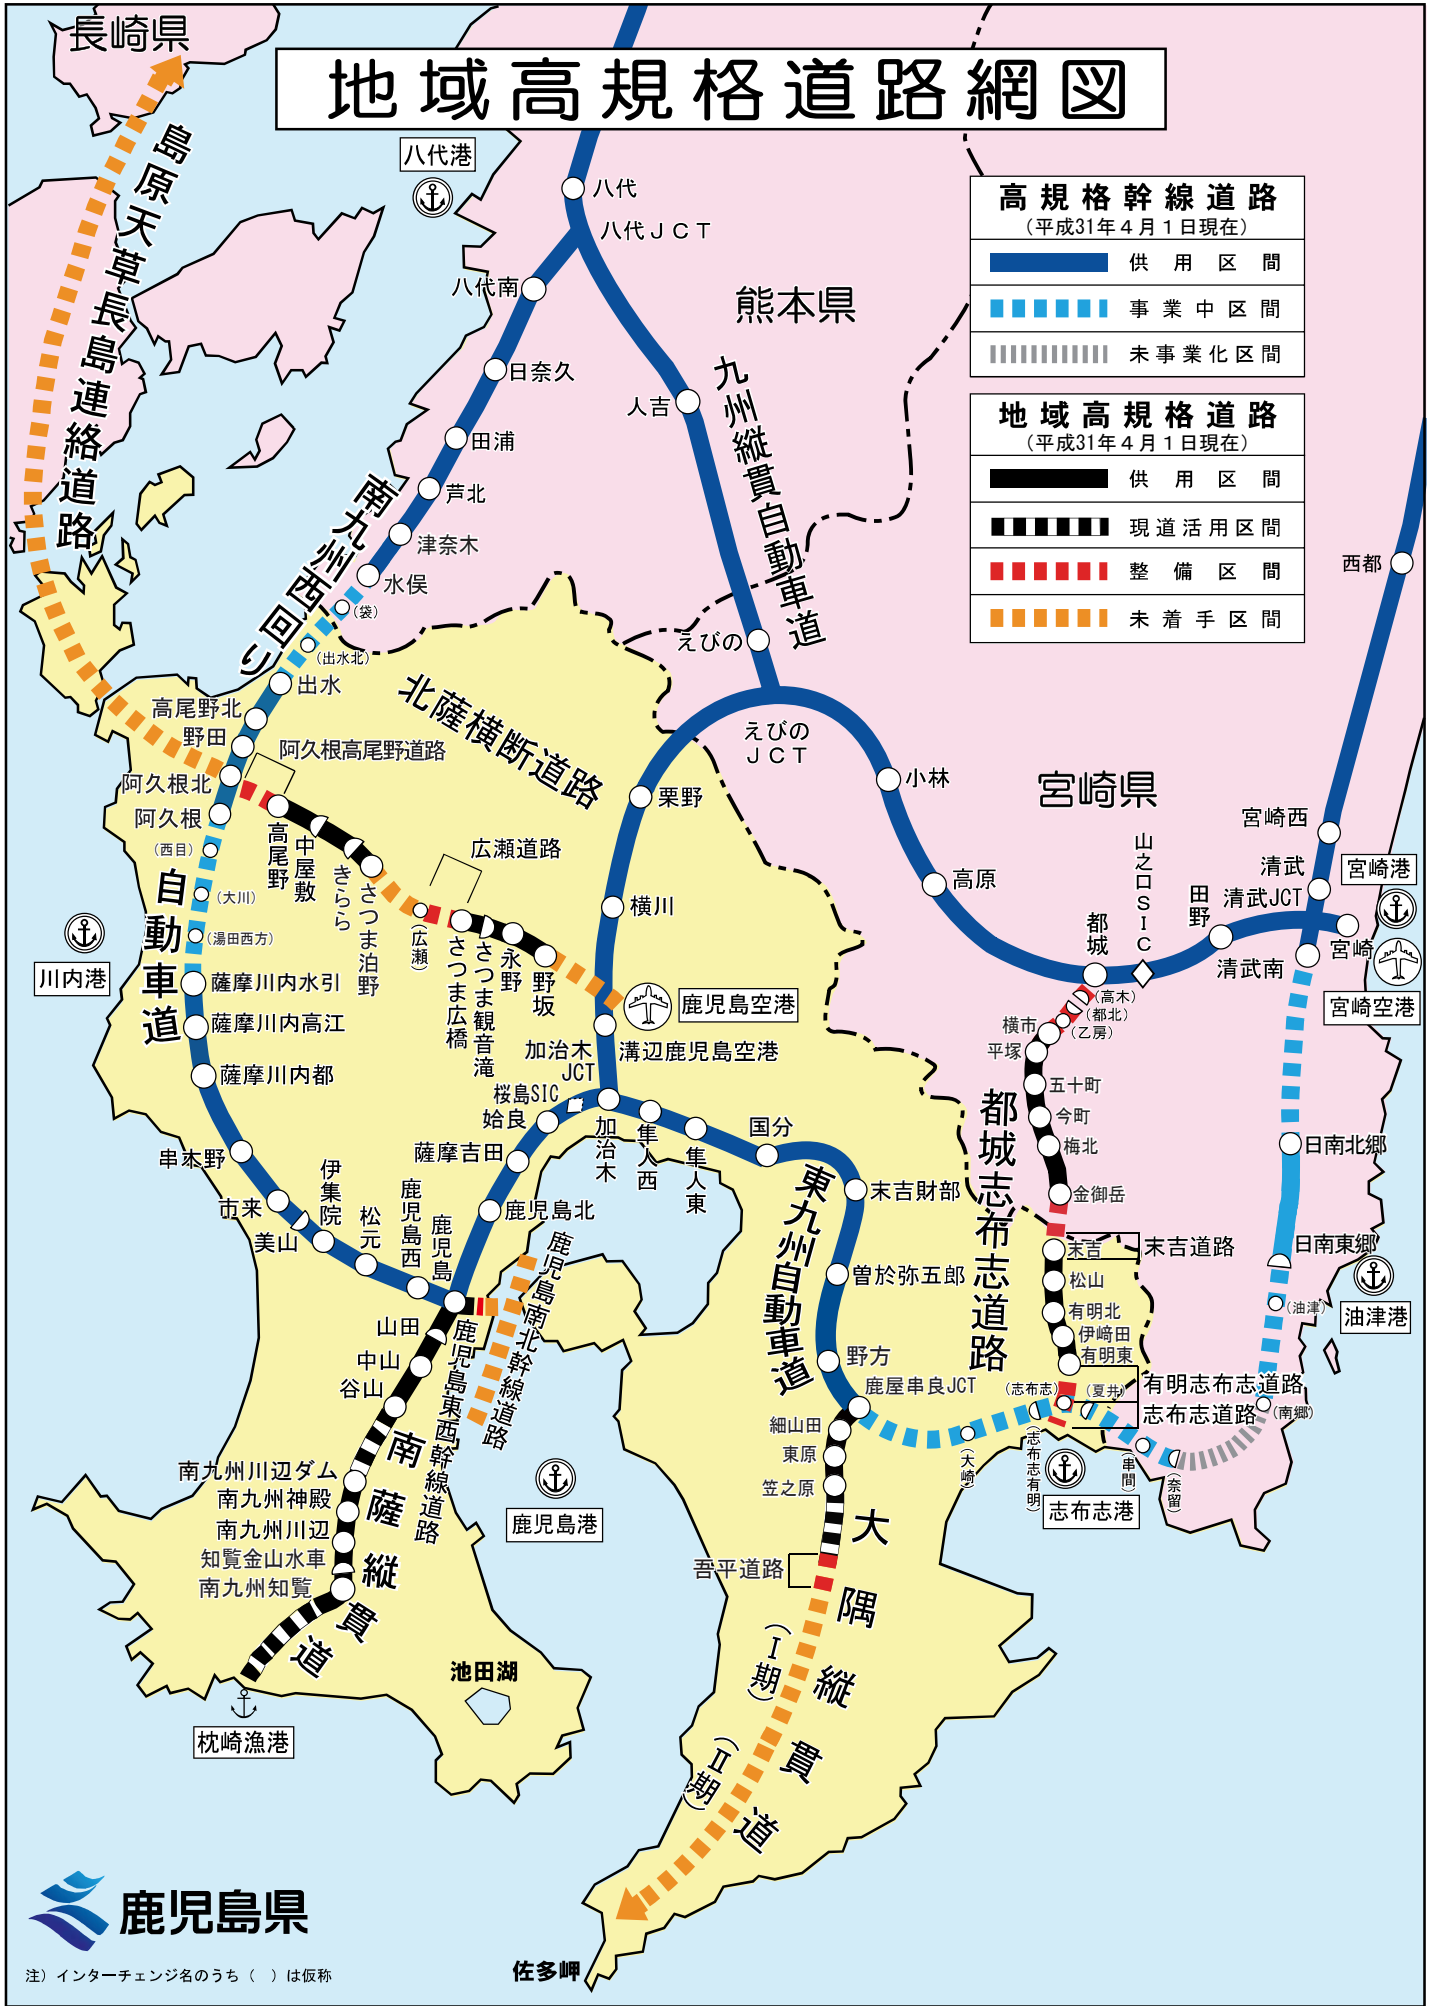 地域高規格道路網図
長崎県
島原天草長島連絡道路
八代港
八代
八代JCT
八代南
日奈久
田浦
芦北
津奈木
水俣
(袋)
(出水北)
出水
高尾野北
野田
阿久根北
阿久根
(西目)
(大川)
(湯田西方)
薩摩川内水引
薩摩川内高江
薩摩川内都
串木野
市来
美山
伊集院
松元
鹿児島西
鹿児島
南九州西回り
自動車道
川内港
熊本県
人吉
九州縦貫自動車道
えびの
えびの
JCT
高規格幹線道路
(平成31年4月1日現在)
供用区間
事業中区間
未事業化区間
地域高規格道路
(平成31年4月1日現在)
供用区間
現道活用区間
整備区間
未着手区間
西都
宮崎県
小林
高原
都城
山之口SIC
田野
宮崎西
清武
清武JCT
清武南
宮崎
宮崎港
宮崎空港
日南北郷
日南東郷
油津港
(油津)
(南郷)
北薩横断道路
阿久根高尾野道路
高尾野
中屋敷
きらら
さつま泊野
広瀬道路
(広瀬)
さつま広橋
さつま観音滝
永野
野坂
栗野
横川
鹿児島空港
溝辺鹿児島空港
加治木
JCT
桜島SIC
姶良
薩摩吉田
鹿児島北
加治木
隼人西
隼人東
国分
末吉財部
曽於弥五郎
野方
鹿屋串良JCT
東九州自動車道
(高木)
(都北)
(乙房)
横市
平塚
五十町
今町
梅北
金御岳
末吉
松山
有明北
伊﨑田
有明東
都城志布志道路
末吉道路
有明志布志道路
志布志道路
(志布志)
(夏井)
(大崎)
(志布志有明)
(串間)
(奈留)
志布志港
細山田
東原
笠之原
吾平道路
大隅縦貫道
(Ⅰ期)
(Ⅱ期)
鹿児島南北幹線道路
鹿児島東西幹線道路
山田
中山
谷山
南九州川辺ダム
南九州神殿
南九州川辺
知覧金山水車
南九州知覧
南薩縦貫道
鹿児島港
池田湖
枕崎漁港
佐多岬
鹿児島県
注)インターチェンジ名のうち( )は仮称